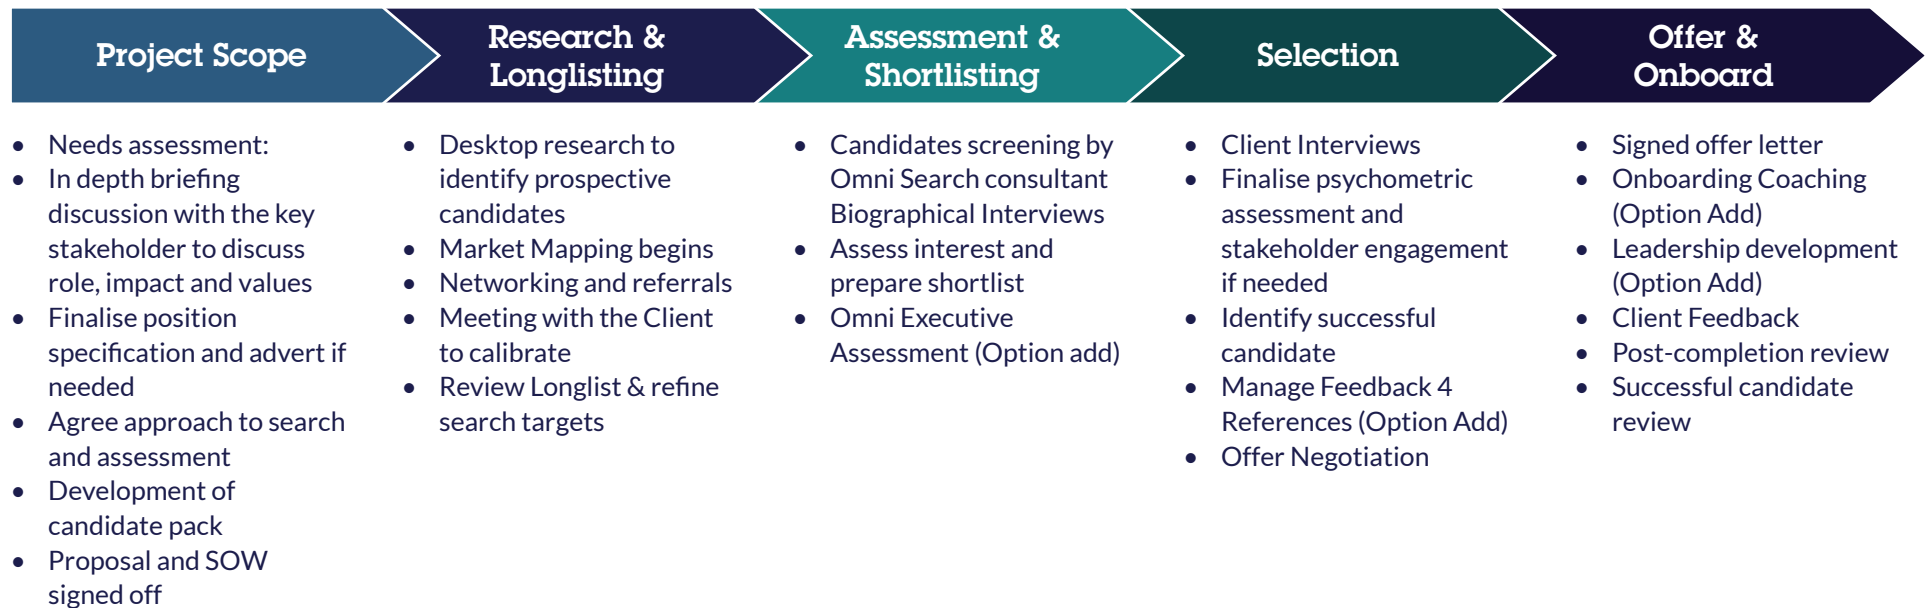 Project Scope
Research &
Longlisting
Assessment &
Shortlisting
Selection
Offer &
Onboard
• Needs assessment:
• In depth briefing
discussion with the key
stakeholder to discuss
role, impact and values
• Finalise position
specification and advert if
needed
• Agree approach to search
and assessment
• Development of
candidate pack
• Proposal and SOW
signed off
• Desktop research to
identify prospective
candidates
• Market Mapping begins
• Networking and referrals
• Meeting with the Client
to calibrate
• Review Longlist & refine
search targets
• Candidates screening by
Omni Search consultant
Biographical Interviews
• Assess interest and
prepare shortlist
• Omni Executive
Assessment (Option add)
• Client Interviews
• Finalise psychometric
assessment and
stakeholder engagement
if needed
• Identify successful
candidate
• Manage Feedback 4
References (Option Add)
• Offer Negotiation
• Signed offer letter
• Onboarding Coaching
(Option Add)
• Leadership development
(Option Add)
• Client Feedback
• Post-completion review
• Successful candidate
review